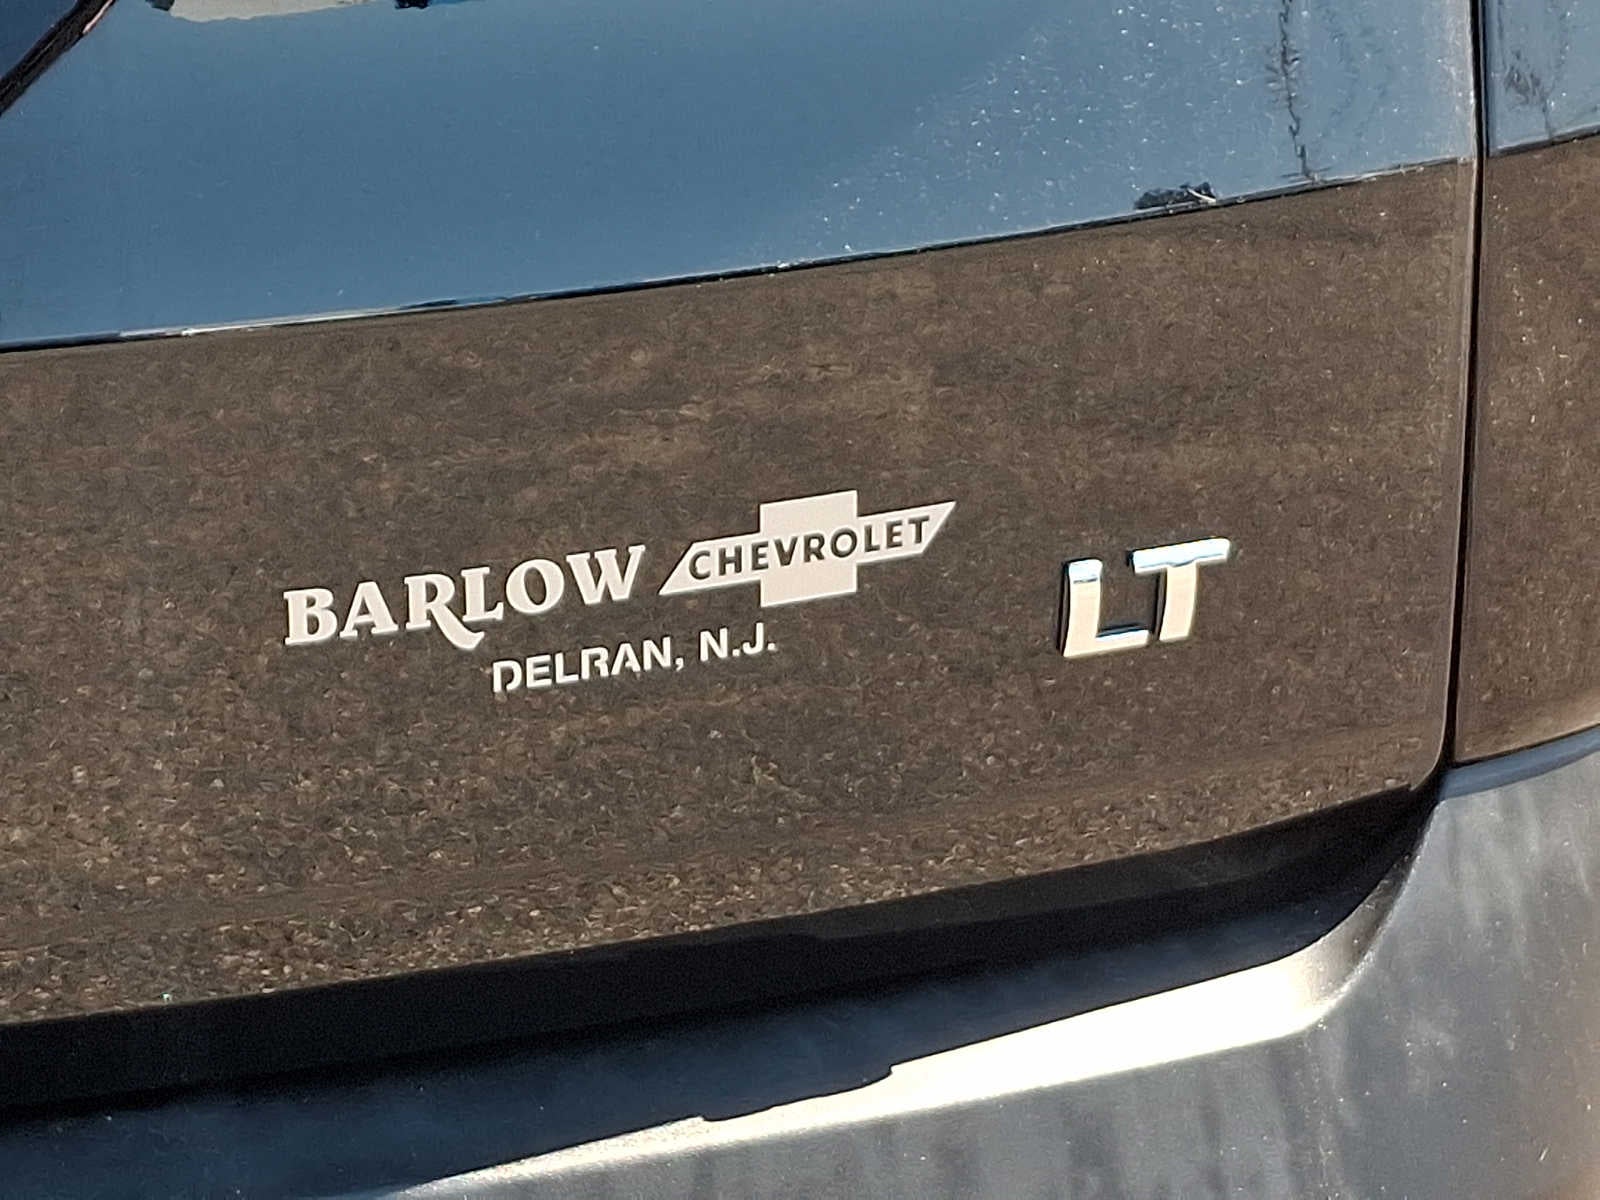 BARLOW CHEVROLET LT
DELRAN, N.J.